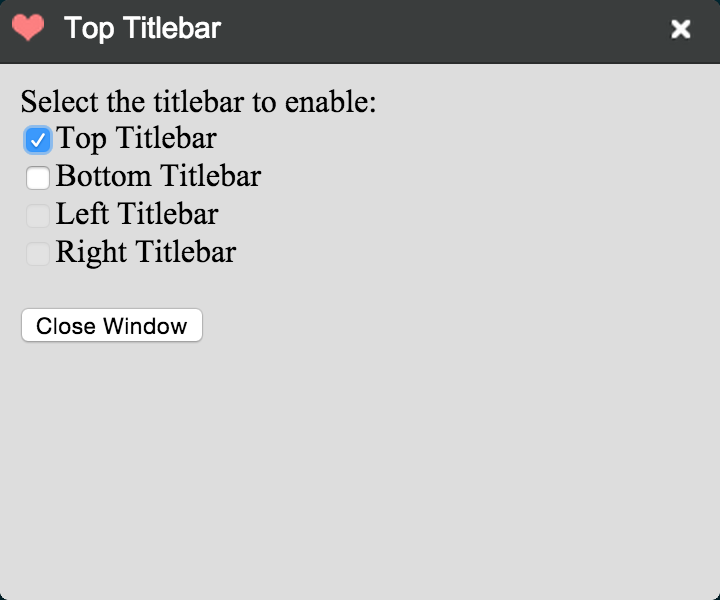 Top Titlebar
Select the titlebar to enable:
Top Titlebar
Bottom Titlebar
Left Titlebar
Right Titlebar
Close Window